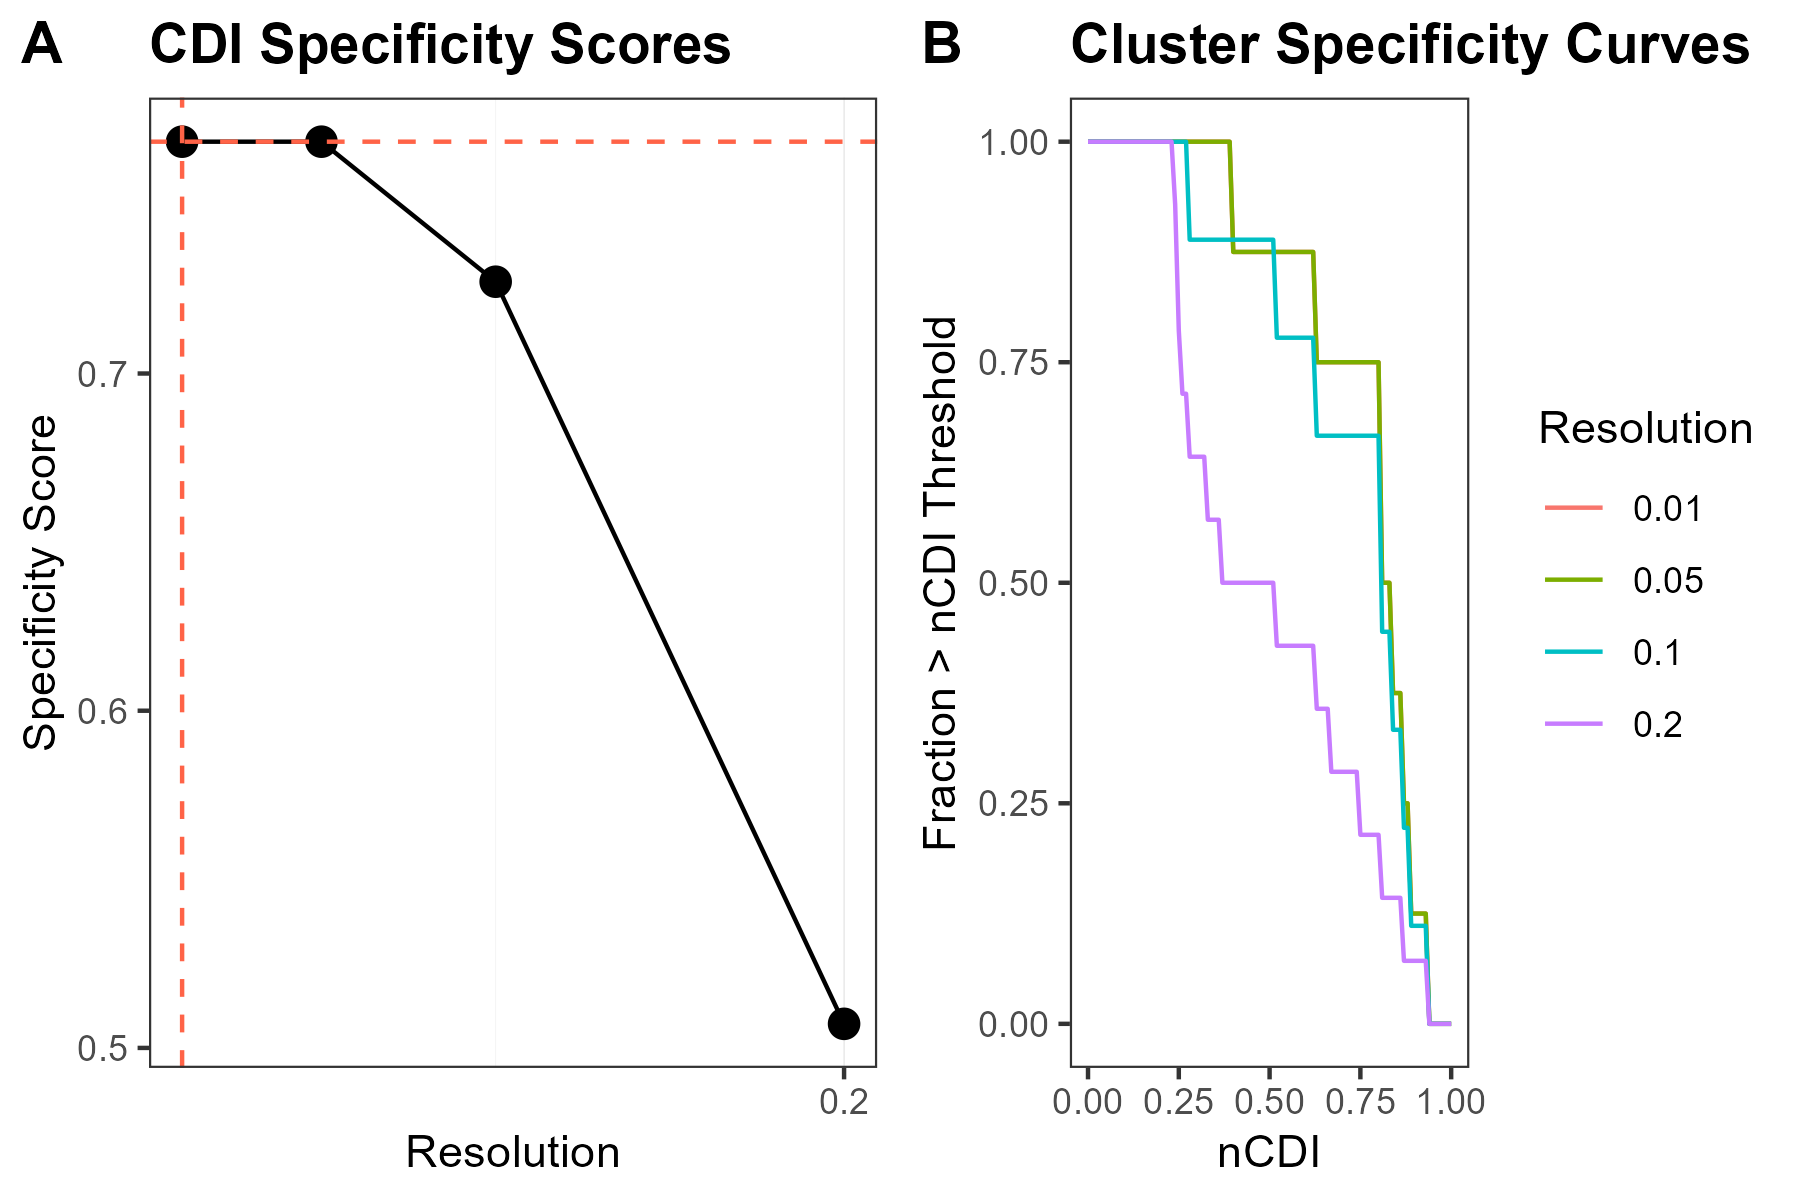 A
CDI Specificity Scores
Specificity Score
0.7
0.6
0.5
0.2
Resolution
B
Cluster Specificity Curves
Fraction > nCDI Threshold
1.00
0.75
0.50
0.25
0.00
0.00 0.25 0.50 0.75 1.00
nCDI
Resolution
0.01
0.05
0.1
0.2